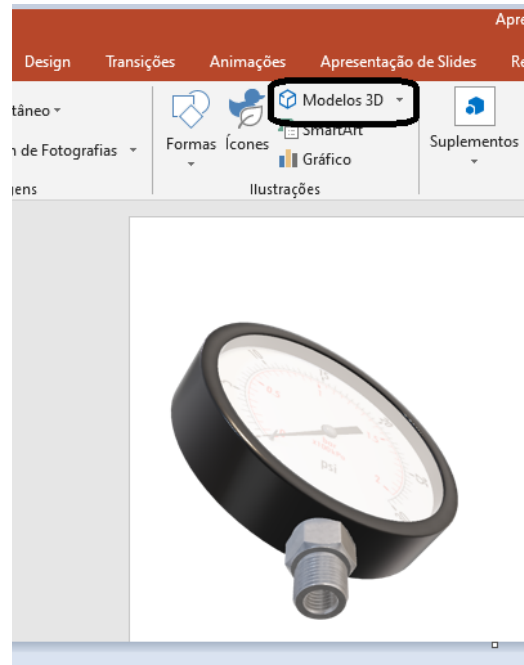 Apre
Design Transições Animações Apresentação de Slides Re
tâneo
n de Fotografias
Formas Ícones
Modelos 3D
SmartArt
Gráfico
Suplementos
gens
Ilustrações
psi